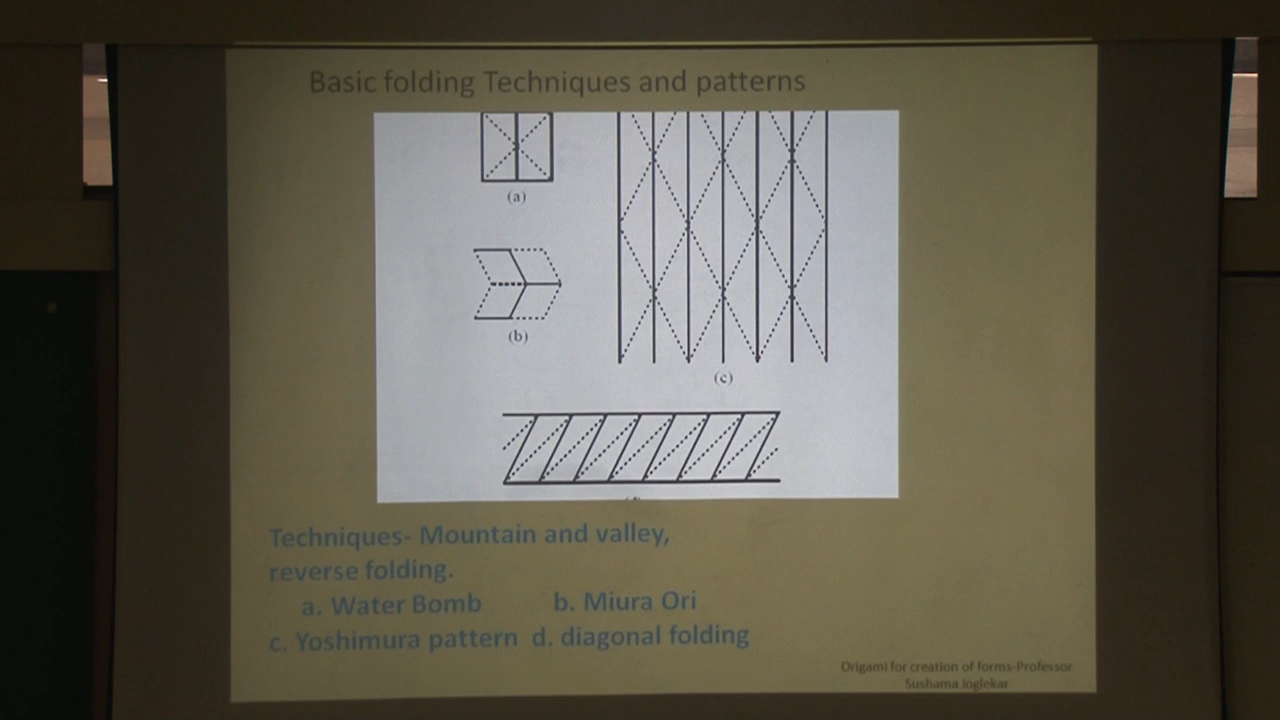 Basic folding Techniques and patterns
(a)
(b)
(c)
Techniques- Mountain and valley,
reverse folding.
a. Water Bomb b. Miura Ori
c. Yoshimura pattern d. diagonal folding
Origami for creation of forms-Professor
Sushama Joglekar